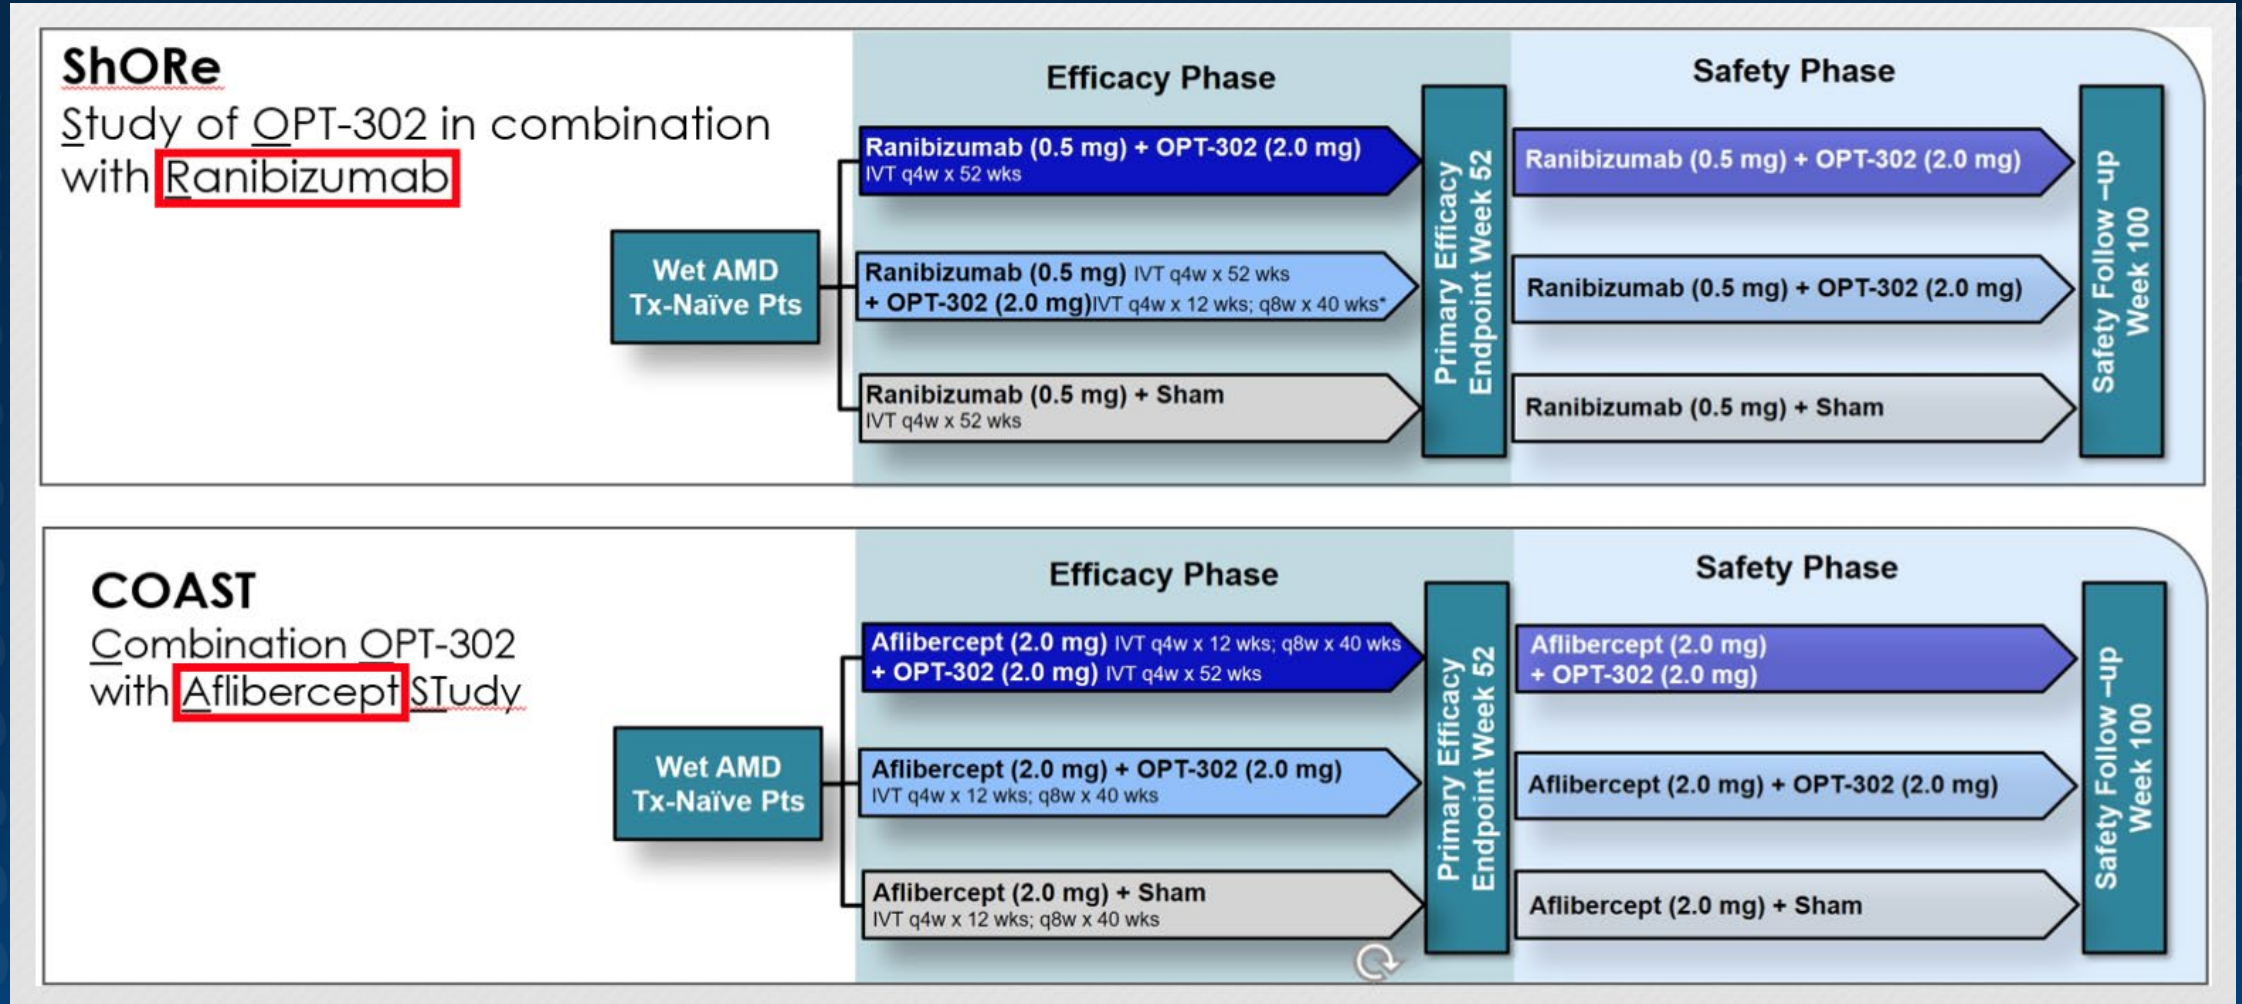 ShORe
Study of OPT-302 in combination
with Ranibizumab
Efficacy Phase
Safety Phase
Wet AMD
Tx-Naïve Pts
Ranibizumab (0.5 mg) + OPT-302 (2.0 mg)
IVT q4w x 52 wks
Ranibizumab (0.5 mg) IVT q4w x 52 wks
+ OPT-302 (2.0 mg)IVT q4w x 12 wks; q8w x 40 wks*
Ranibizumab (0.5 mg) + Sham
IVT q4w x 52 wks
Primary Efficacy
Endpoint Week 52
Ranibizumab (0.5 mg) + OPT-302 (2.0 mg)
Ranibizumab (0.5 mg) + OPT-302 (2.0 mg)
Ranibizumab (0.5 mg) + Sham
Safety Follow –up
Week 100
COAST
Combination OPT-302
with Aflibercept STudy
Efficacy Phase
Safety Phase
Wet AMD
Tx-Naïve Pts
Aflibercept (2.0 mg) IVT q4w x 12 wks; q8w x 40 wks
+ OPT-302 (2.0 mg) IVT q4w x 52 wks
Aflibercept (2.0 mg) + OPT-302 (2.0 mg)
IVT q4w x 12 wks; q8w x 40 wks
Aflibercept (2.0 mg) + Sham
IVT q4w x 12 wks; q8w x 40 wks
Primary Efficacy
Endpoint Week 52
Aflibercept (2.0 mg)
+ OPT-302 (2.0 mg)
Aflibercept (2.0 mg) + OPT-302 (2.0 mg)
Aflibercept (2.0 mg) + Sham
Safety Follow –up
Week 100